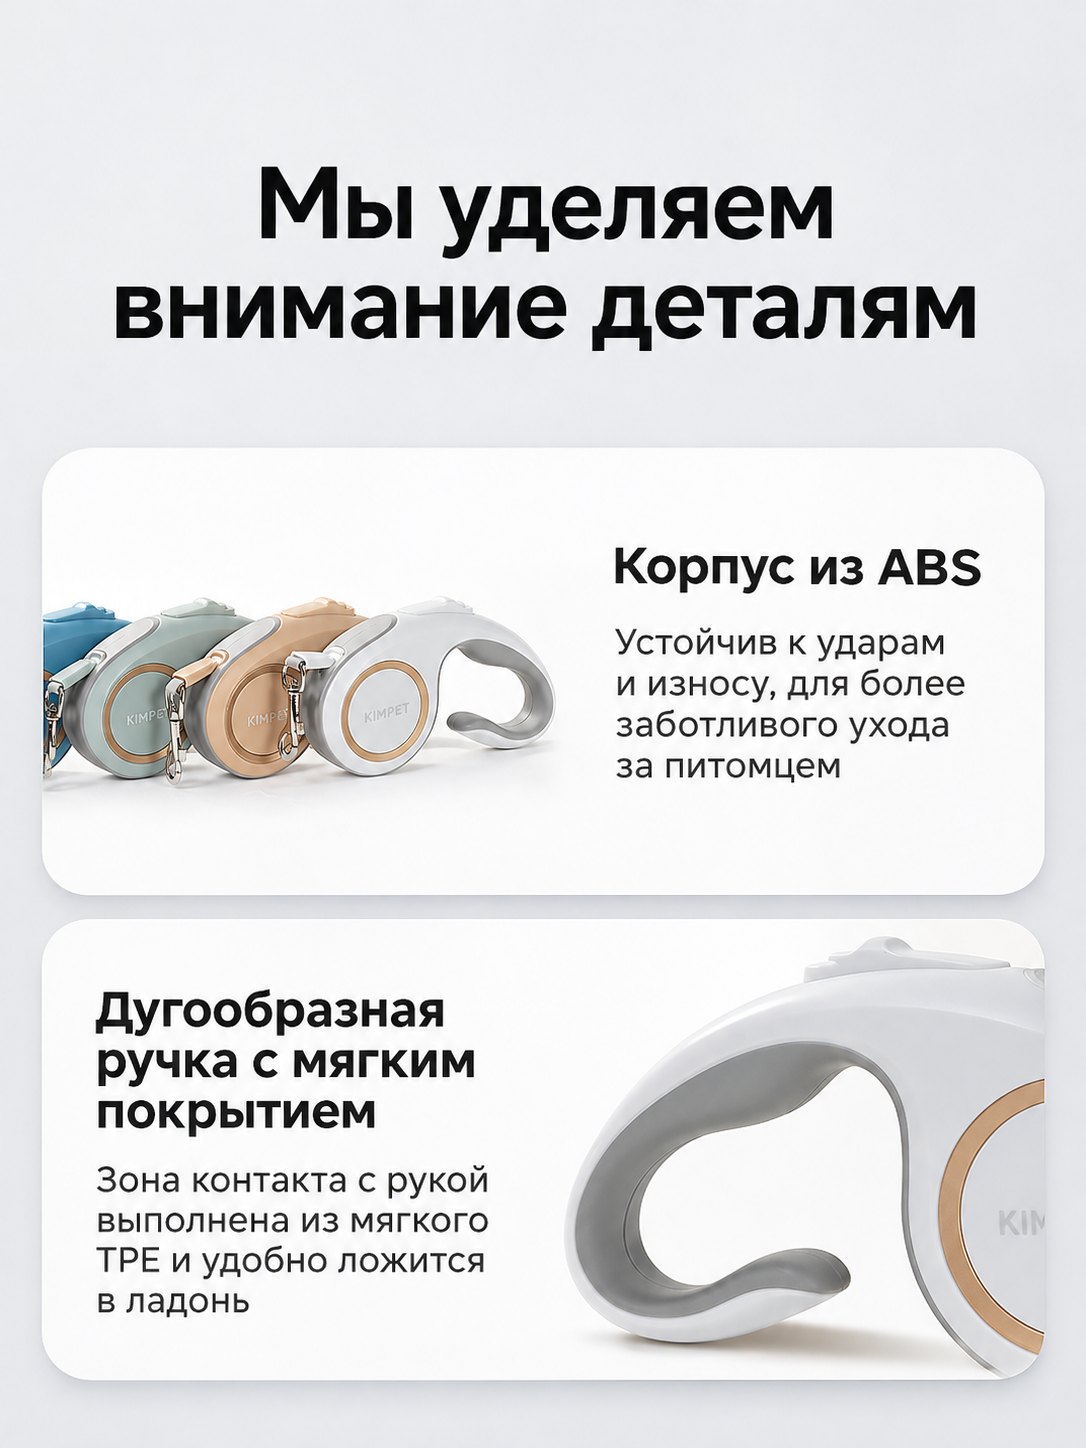 Мы уделяем
внимание деталям
Корпус из ABS
Устойчив к ударам
и износу, для более
заботливого ухода
за питомцем
KIMPET
KIMPET
KIMPET
Дугообразная
ручка с мягким
покрытием
Зона контакта с рукой
выполнена из мягкого
TPE и удобно ложится
в ладонь
KIM